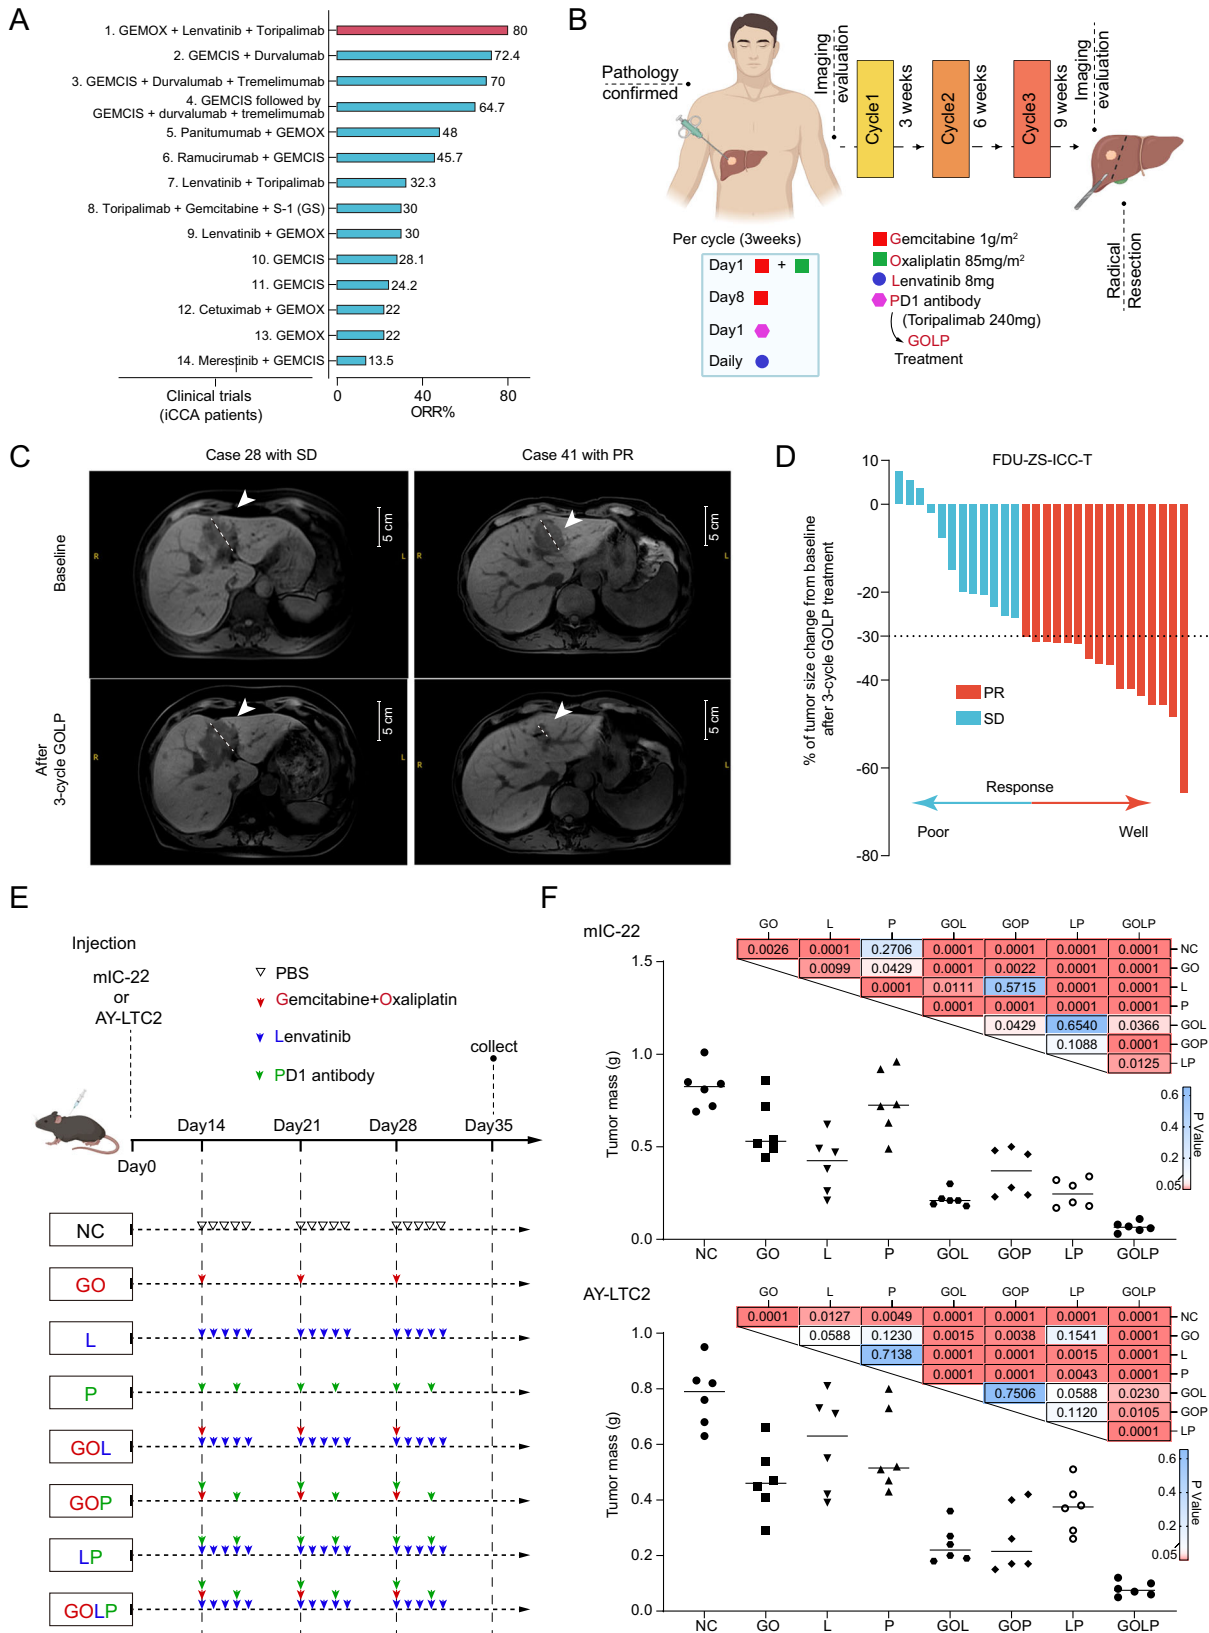 A
1. GEMOX + Lenvatinib + Toripalimab
80
2. GEMCIS + Durvalumab
72.4
3. GEMCIS + Durvalumab + Tremelimumab
70
4. GEMCIS followed by
GEMCIS + durvalumab + tremelimumab
64.7
5. Panitumumab + GEMOX
48
6. Ramucirumab + GEMCIS
45.7
7. Lenvatinib + Toripalimab
32.3
8. Toripalimab + Gemcitabine + S-1 (GS)
30
9. Lenvatinib + GEMOX
30
10. GEMCIS
28.1
11. GEMCIS
24.2
12. Cetuximab + GEMOX
22
13. GEMOX
22
14. Merestinib + GEMCIS
13.5
Clinical trials
(iCCA patients)
0 40 80
ORR%
B
Pathology
confirmed
Imaging
evaluation
Cycle1
3 weeks
Cycle2
6 weeks
Cycle3
9 weeks
Imaging
evaluation
Radical
Resection
Per cycle (3weeks)
Day1 +
Day8
Day1
Daily
Gemcitabine 1g/m²
Oxaliplatin 85mg/m²
Lenvatinib 8mg
PD1 antibody
(Toripalimab 240mg)
GOLP
Treatment
C
Case 28 with SD
Case 41 with PR
Baseline
After
3-cycle GOLP
R L 5 cm
R L 5 cm
R L 5 cm
R L 5 cm
D
FDU-ZS-ICC-T
% of tumor size change from baseline
after 3-cycle GOLP treatment
10
0
-20
-30
-40
-60
-80
PR
SD
Response
Poor
Well
E
Injection
mIC-22
or
AY-LTC2
PBS
Gemcitabine+Oxaliplatin
Lenvatinib
PD1 antibody
collect
Day0
Day14
Day21
Day28
Day35
NC
GO
L
P
GOL
GOP
LP
GOLP
F
mIC-22
GO L P GOL GOP LP GOLP
0.0026 0.0001 0.2706 0.0001 0.0001 0.0001 0.0001 NC
0.0099 0.0429 0.0001 0.0022 0.0001 0.0001 GO
0.0001 0.0111 0.5715 0.0001 0.0001 L
0.0001 0.0001 0.0001 0.0001 P
0.0429 0.6540 0.0366 GOL
0.1088 0.0001 GOP
0.0125 LP
Tumor mass (g)
1.5
1.0
0.5
0.0
NC GO L P GOL GOP LP GOLP
0.6
0.2
0.05
P Value
AY-LTC2
GO L P GOL GOP LP GOLP
0.0001 0.0127 0.0049 0.0001 0.0001 0.0001 0.0001 NC
0.0588 0.1230 0.0015 0.0038 0.1541 0.0001 GO
0.7138 0.0001 0.0001 0.0015 0.0001 L
0.0001 0.0001 0.0043 0.0001 P
0.7506 0.0588 0.0230 GOL
0.1120 0.0105 GOP
0.0001 LP
Tumor mass (g)
1.0
0.8
0.6
0.4
0.2
0.0
NC GO L P GOL GOP LP GOLP
0.6
0.2
0.05
P Value